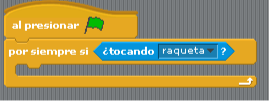 al presionar
por siempre si ¿tocando raqueta ?